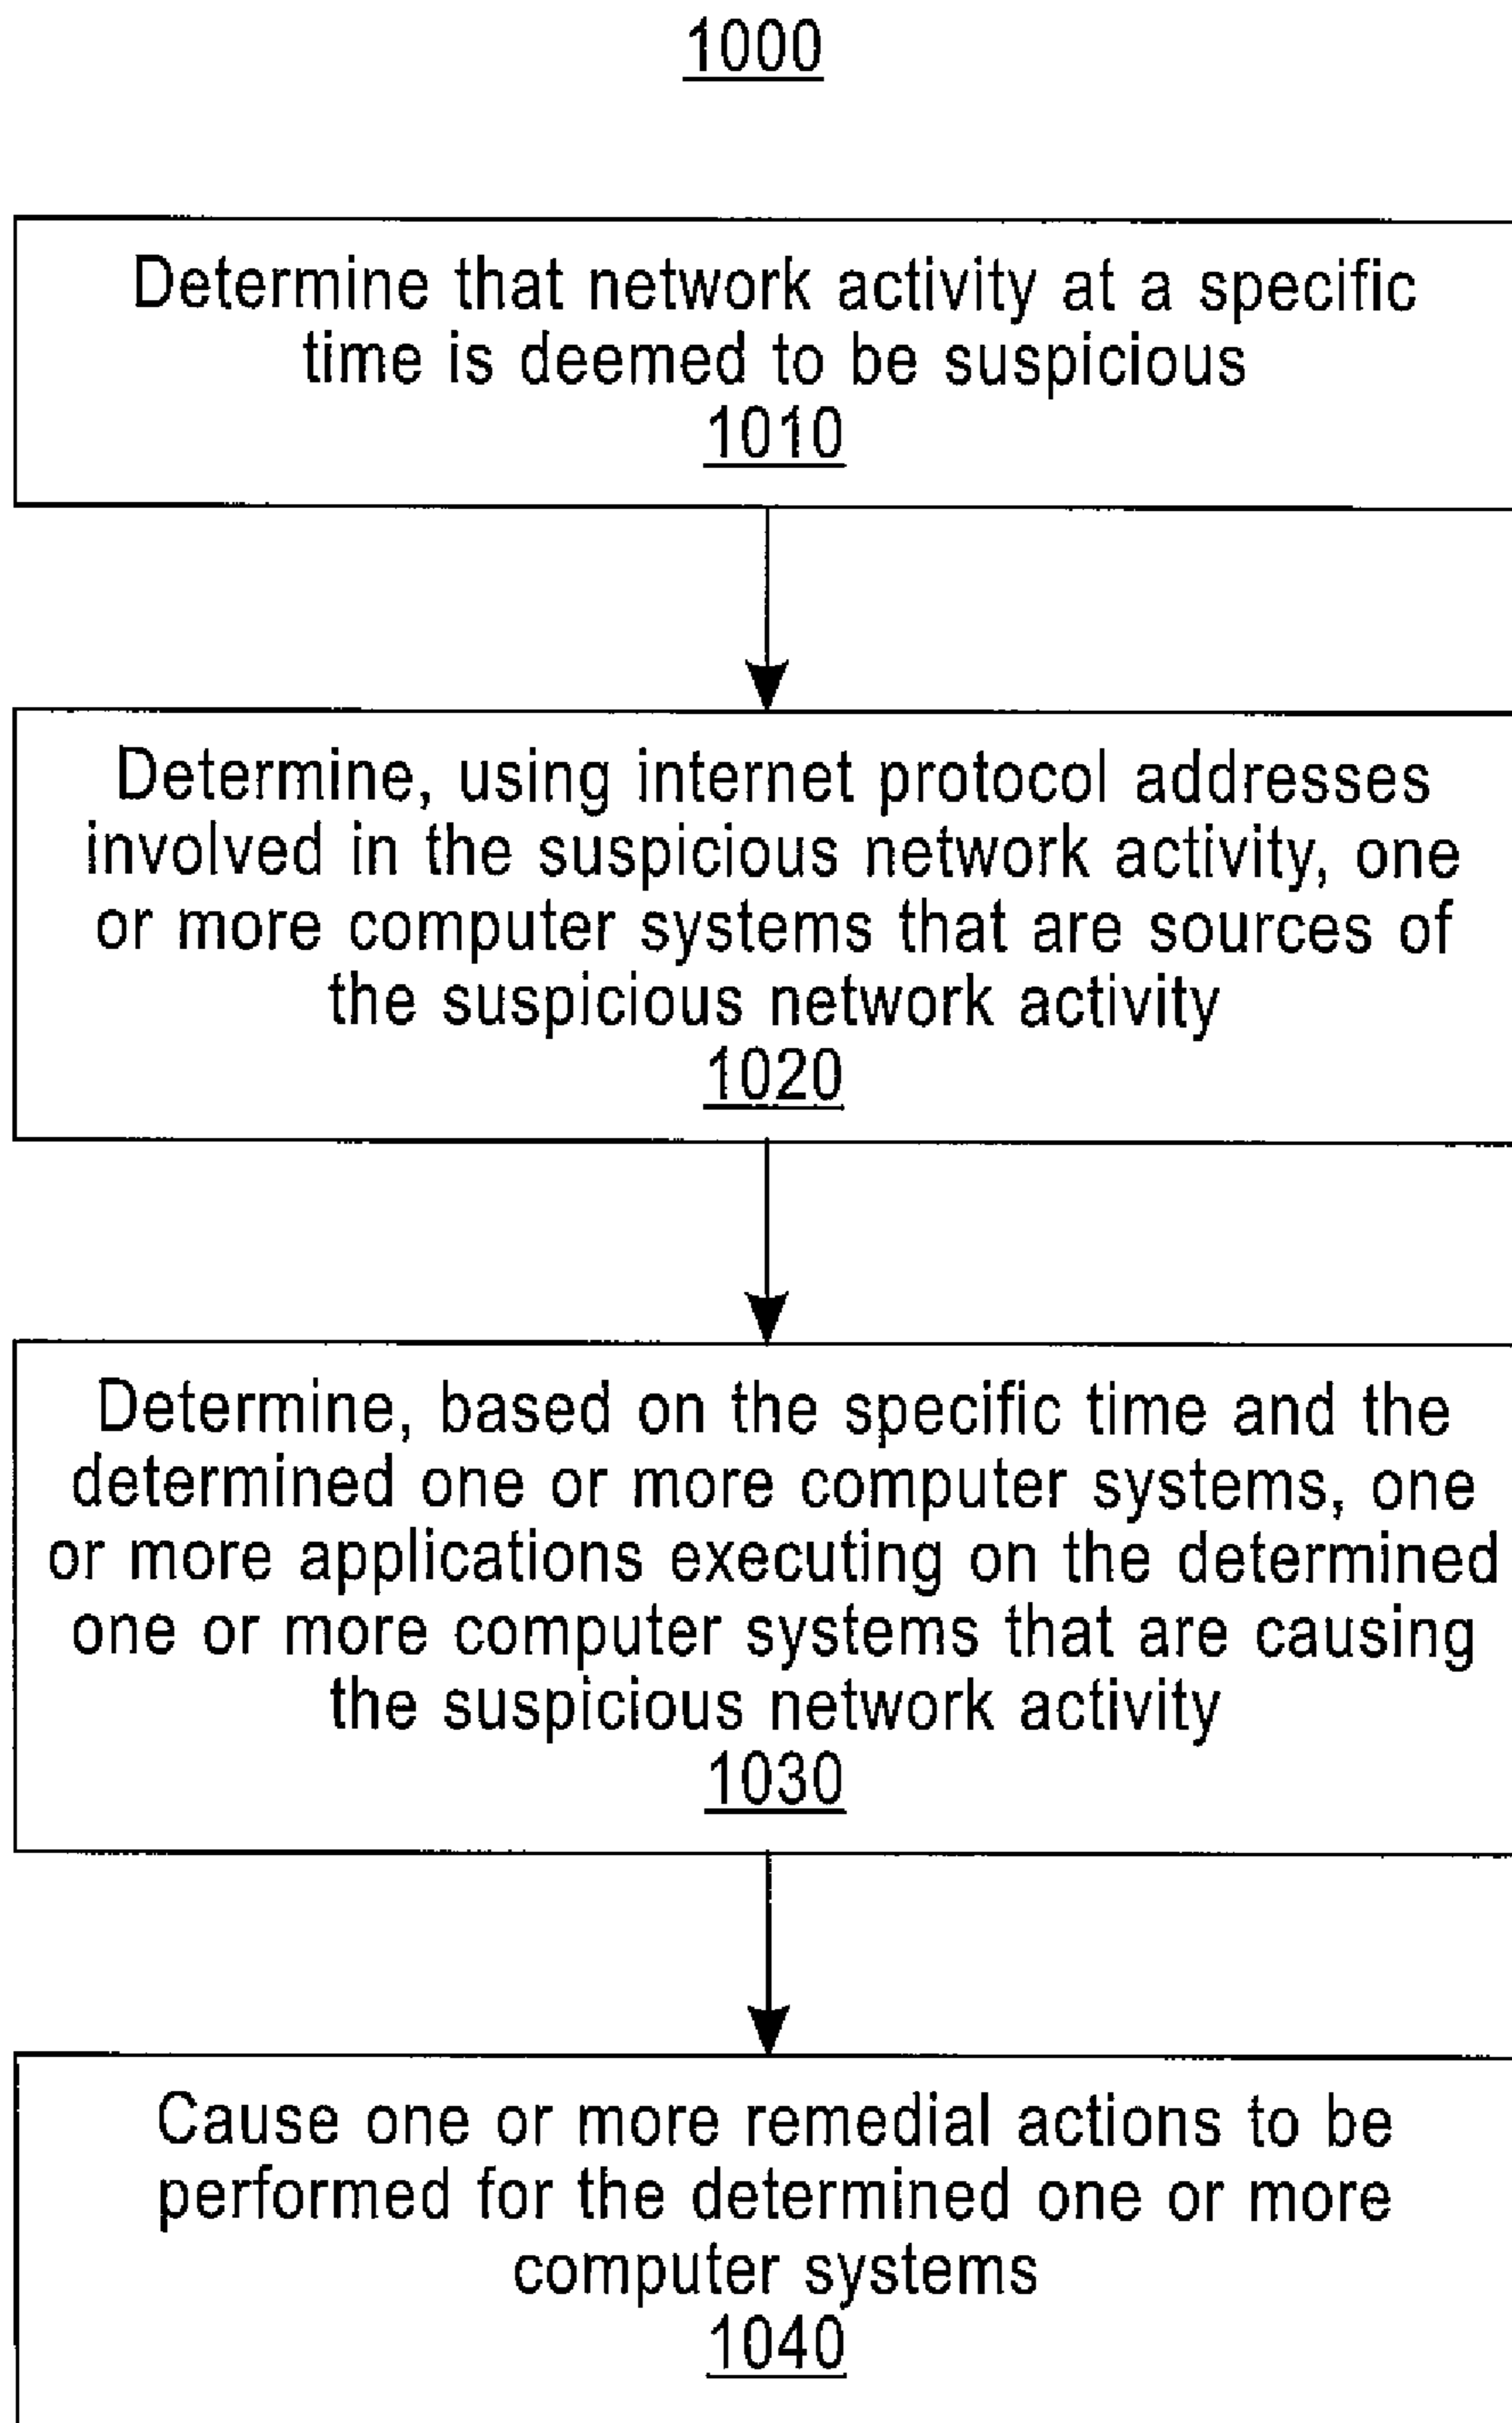 1000
Determine that network activity at a specific
time is deemed to be suspicious
1010
Determine, using internet protocol addresses
involved in the suspicious network activity, one
or more computer systems that are sources of
the suspicious network activity
1020
Determine, based on the specific time and the
determined one or more computer systems, one
or more applications executing on the determined
one or more computer systems that are causing
the suspicious network activity
1030
Cause one or more remedial actions to be
performed for the determined one or more
computer systems
1040